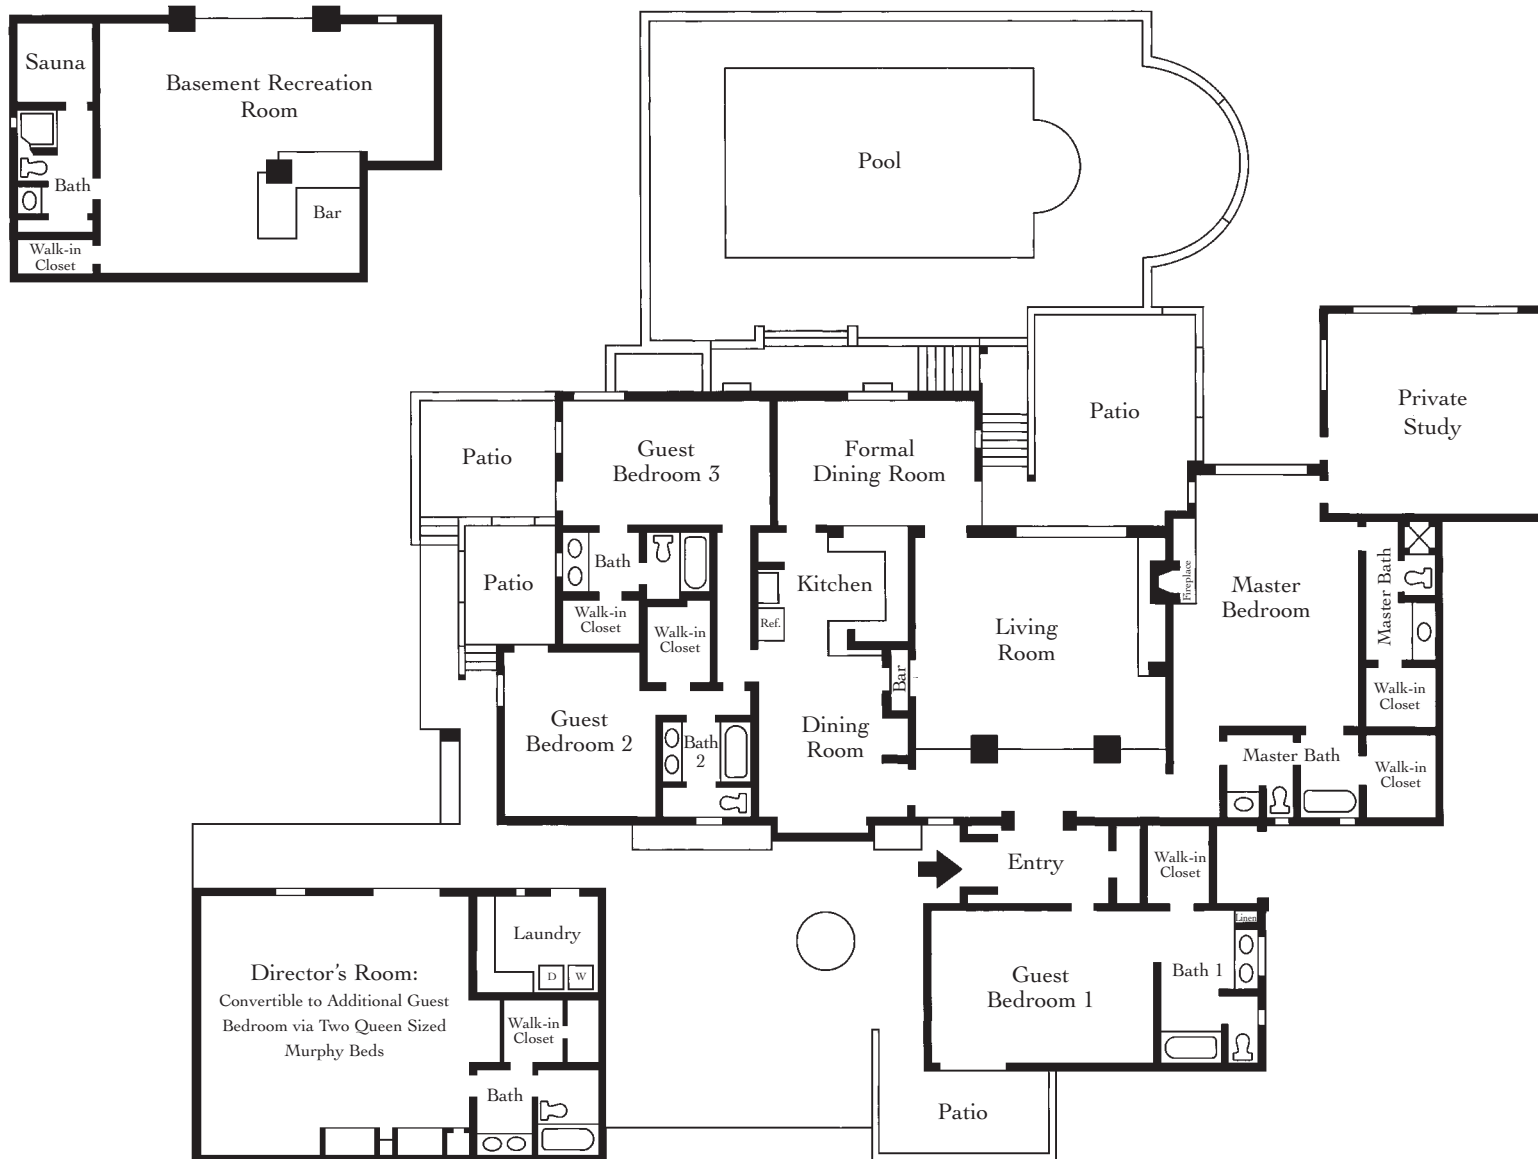 Sauna
Basement Recreation
Room
Bath
Bar
Walk-in
Closet
Pool
Patio
Private
Study
Patio
Guest
Bedroom 3
Formal
Dining Room
Patio
Bath
Walk-in
Closet
Walk-in
Closet
Kitchen
Ref.
Living
Room
Fireplace
Master
Bedroom
Master Bath
Walk-in
Closet
Guest
Bedroom 2
Bath
2
Dining
Room
Bar
Master Bath
Walk-in
Closet
Entry
Walk-in
Closet
Linen
Guest
Bedroom 1
Bath 1
Patio
Laundry
D
W
Director's Room:
Convertible to Additional Guest
Bedroom via Two Queen Sized
Murphy Beds
Walk-in
Closet
Bath